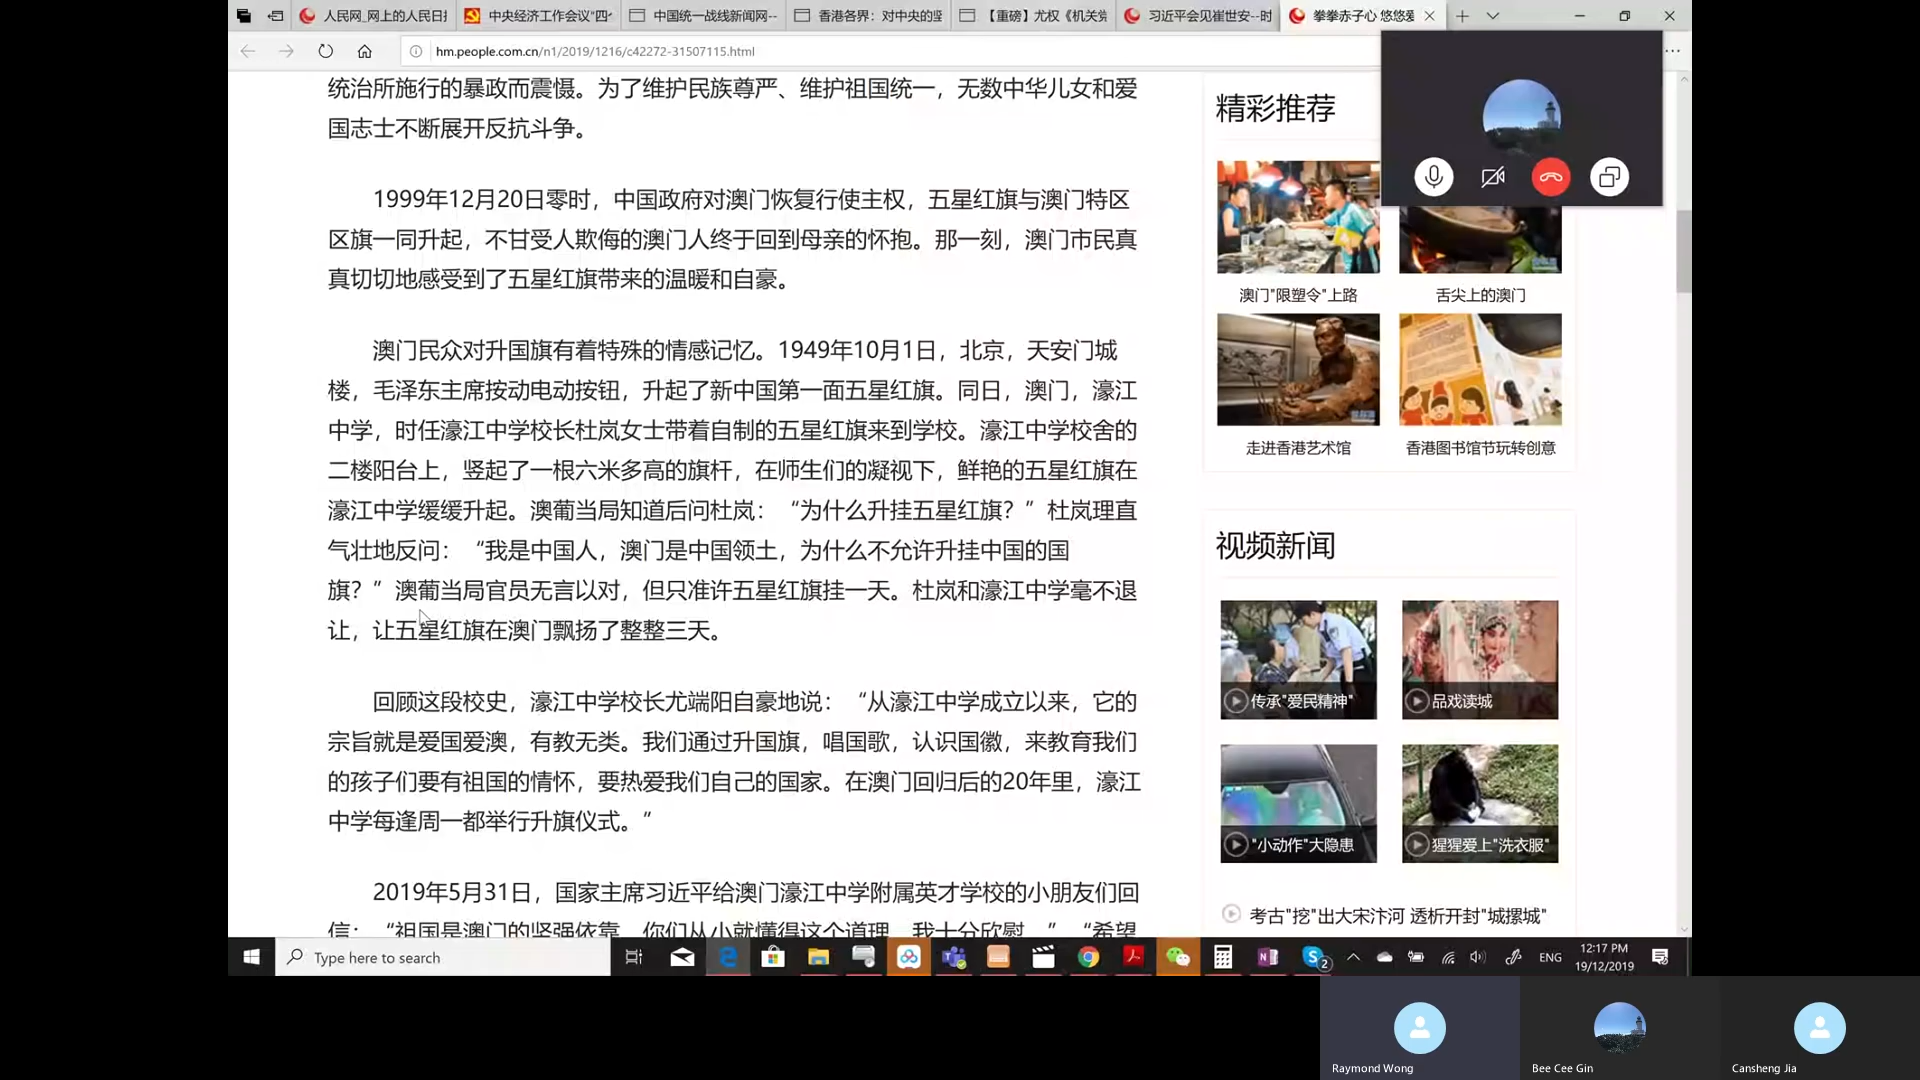 人民网_网上的人民日报
中央经济工作会议"四个
中国统一战线新闻网--
香港各界：对中央的坚
【重磅】尤权《机关党
习近平会见崔世安--时
拳拳赤子心 悠悠爱
hm.people.com.cn/n1/2019/1216/c42272-31507115.html
统治所施行的暴政而震慑。为了维护民族尊严、维护祖国统一，无数中华儿女和爱
国志士不断展开反抗斗争。
1999年12月20日零时，中国政府对澳门恢复行使主权，五星红旗与澳门特区
区旗一同升起，不甘受人欺侮的澳门人终于回到母亲的怀抱。那一刻，澳门市民真
真切切地感受到了五星红旗带来的温暖和自豪。
澳门民众对升国旗有着特殊的情感记忆。1949年10月1日，北京，天安门城
楼，毛泽东主席按动电动按钮，升起了新中国第一面五星红旗。同日，澳门，濠江
中学，时任濠江中学校长杜岚女士带着自制的五星红旗来到学校。濠江中学校舍的
二楼阳台上，竖起了一根六米多高的旗杆，在师生们的凝视下，鲜艳的五星红旗在
濠江中学缓缓升起。澳葡当局知道后问杜岚：“为什么升挂五星红旗？”杜岚理直
气壮地反问：“我是中国人，澳门是中国领土，为什么不允许升挂中国的国
旗？”澳葡当局官员无言以对，但只准许五星红旗挂一天。杜岚和濠江中学毫不退
让，让五星红旗在澳门飘扬了整整三天。
回顾这段校史，濠江中学校长尤端阳自豪地说：“从濠江中学成立以来，它的
宗旨就是爱国爱澳，有教无类。我们通过升国旗，唱国歌，认识国徽，来教育我们
的孩子们要有祖国的情怀，要热爱我们自己的国家。在澳门回归后的20年里，濠江
中学每逢周一都举行升旗仪式。”
2019年5月31日，国家主席习近平给澳门濠江中学附属英才学校的小朋友们回
信：“祖国是澳门的坚强依靠，你们从小就懂得这个道理，我十分欣慰。”“希望
精彩推荐
澳门"限塑令"上路
舌尖上的澳门
走进香港艺术馆
香港图书馆节玩转创意
视频新闻
传承"爱民精神"
品戏读城
"小动作"大隐患
猩猩爱上"洗衣服"
考古"挖"出大宋汴河 透析开封"城摞城"
Type here to search
2
ENG
12:17 PM
19/12/2019
Raymond Wong
Bee Cee Gin
Cansheng Jia